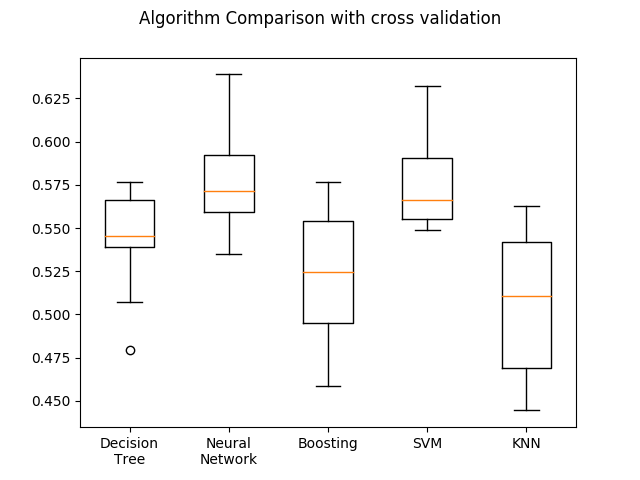 Algorithm Comparison with cross validation
0.625
0.600
0.575
0.550
0.525
0.500
0.475
0.450
Decision
Tree
Neural
Network
Boosting
SVM
KNN